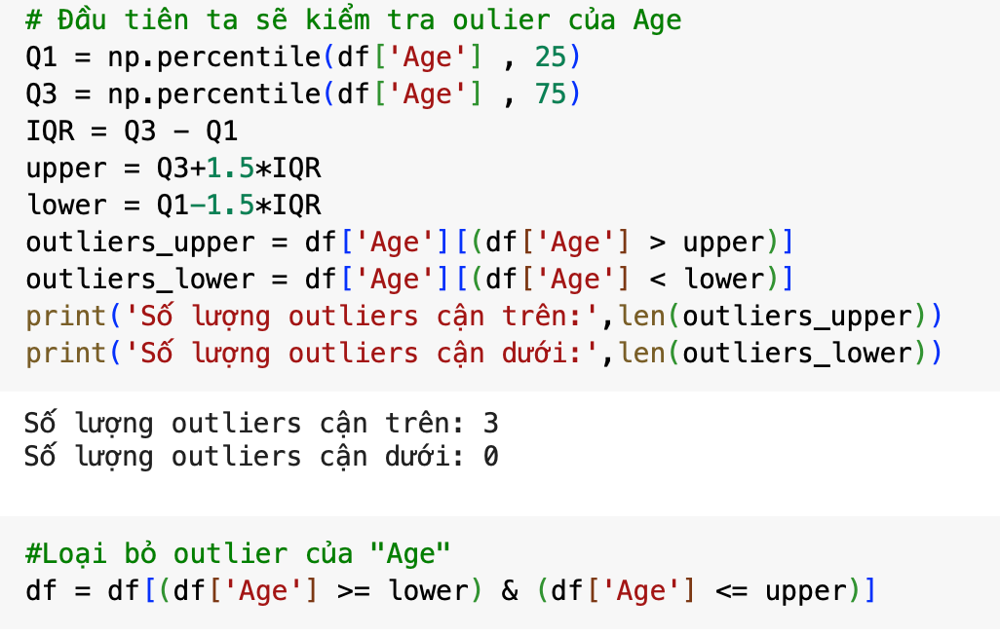 # Đầu tiên ta sẽ kiểm tra oulier của Age
Q1 = np.percentile(df['Age'] , 25)
Q3 = np.percentile(df['Age'] , 75)
IQR = Q3 - Q1
upper = Q3+1.5*IQR
lower = Q1-1.5*IQR
outliers_upper = df['Age'][(df['Age'] > upper)]
outliers_lower = df['Age'][(df['Age'] < lower)]
print('Số lượng outliers cận trên:',len(outliers_upper))
print('Số lượng outliers cận dưới:',len(outliers_lower))
Số lượng outliers cận trên: 3
Số lượng outliers cận dưới: 0
#Loại bỏ outlier của "Age"
df = df[(df['Age'] >= lower) & (df['Age'] <= upper)]